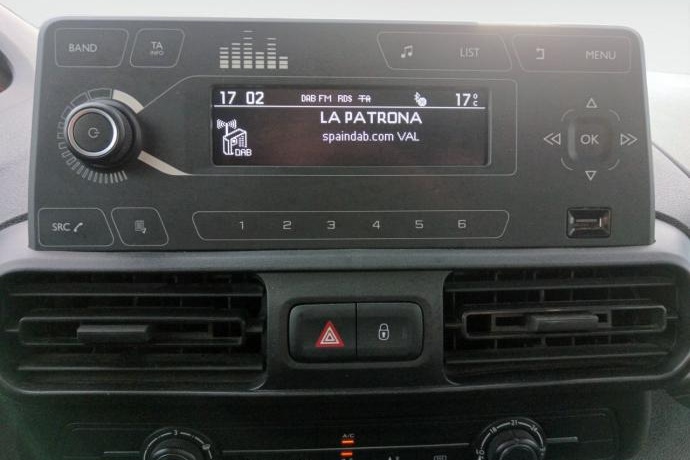 BAND
TA
INFO
LIST
MENU
17 02 DAB FM RDS TA 17°C
LA PATRONA
spaindab.com VAL
DAB
OK
SRC
1 2 3 4 5 6
A/C